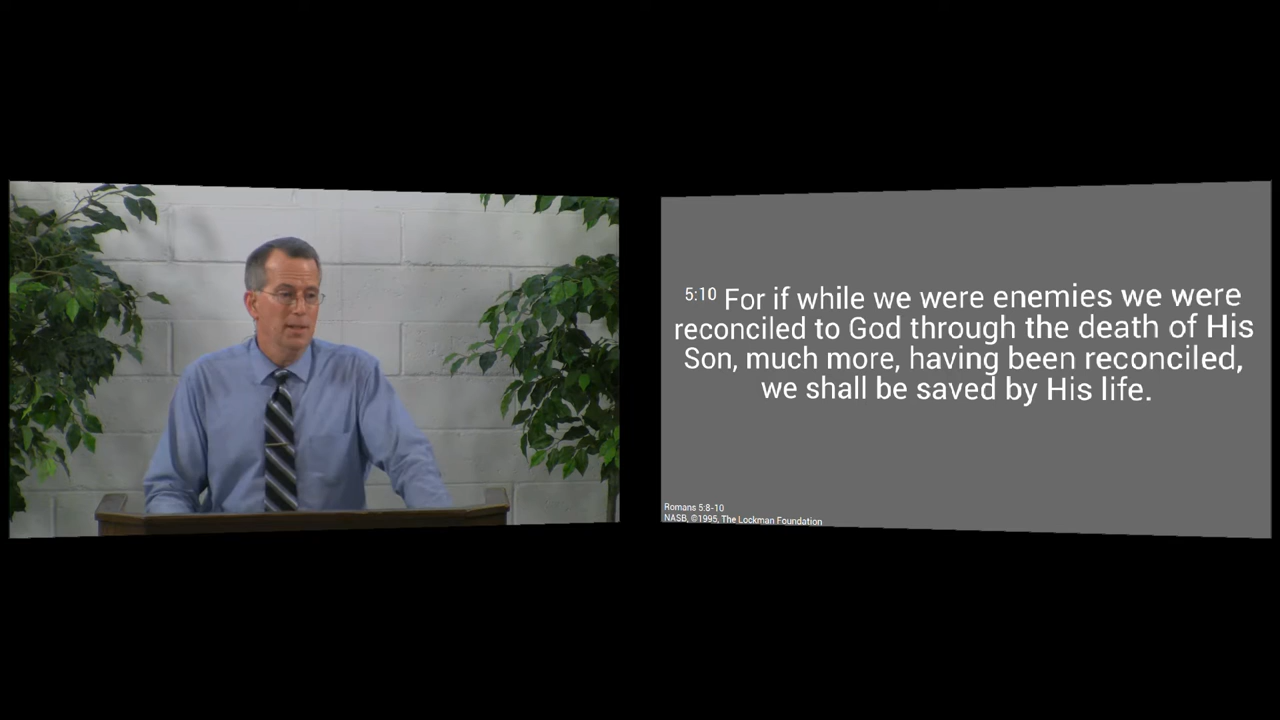 5:10 For if while we were enemies we were
reconciled to God through the death of His
Son, much more, having been reconciled,
we shall be saved by His life.
Romans 5:8-10
NASB, ©1995, The Lockman Foundation